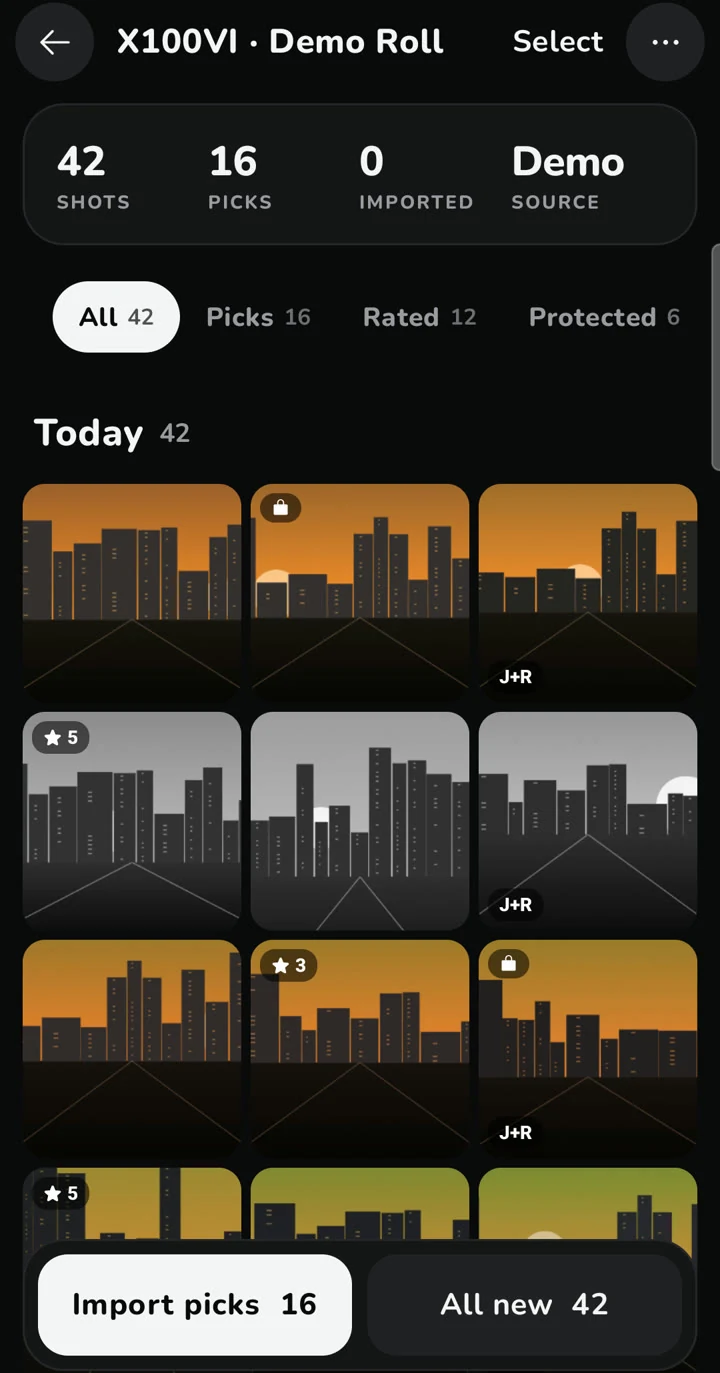 X100VI · Demo Roll Select
42 16 0 Demo
SHOTS PICKS IMPORTED SOURCE
All 42 Picks 16 Rated 12 Protected 6
Today 42
J+R
5
J+R
3
J+R
5
Import picks 16 All new 42